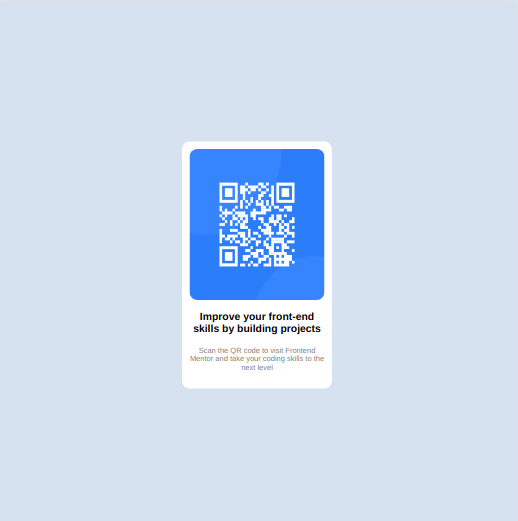 Improve your front-end
skills by building projects
Scan the QR code to visit Frontend
Mentor and take your coding skills to the
next level